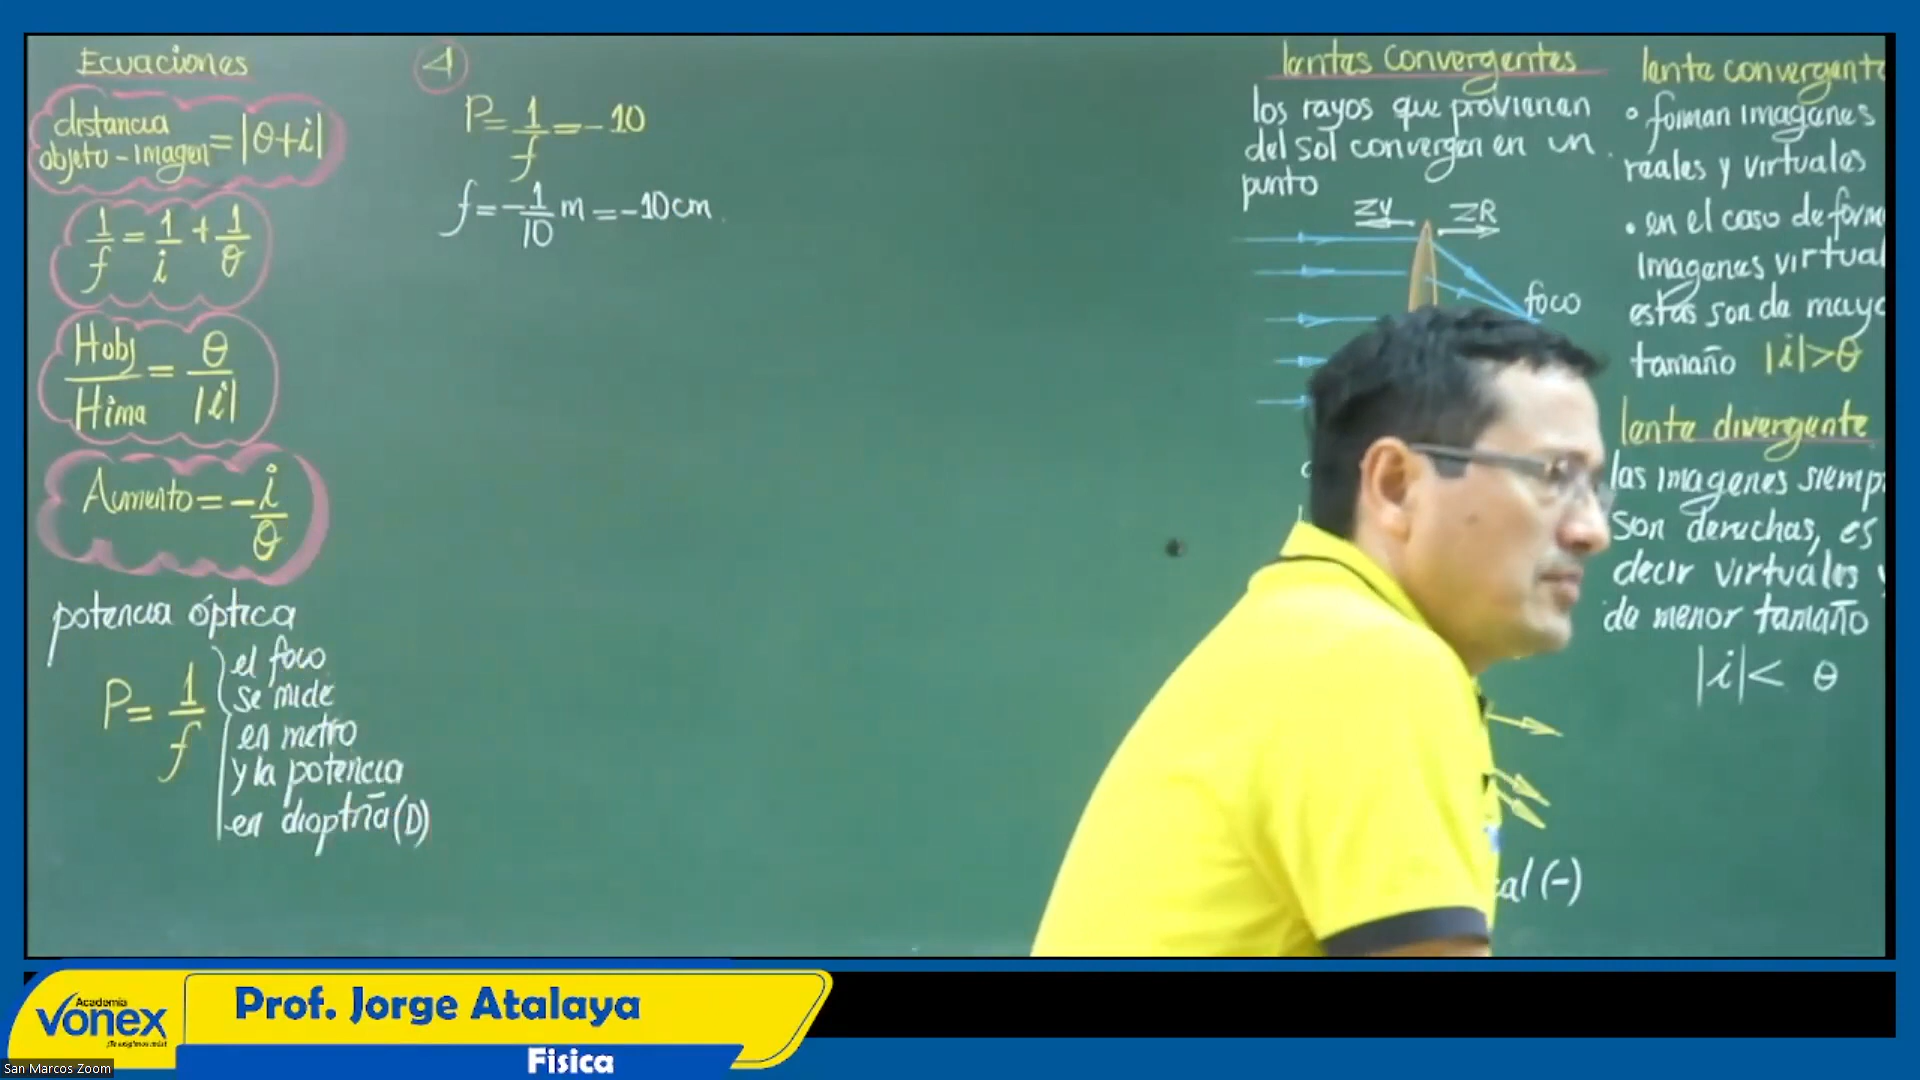 Ecuaciones
distancia
objeto-imagen = |θ+i|
1/f = 1/i + 1/θ
Hobj/Hima = θ/|i|
Aumento = -i/θ
potencia óptica
P = 1/f
el foco
se mide
en metro
y la potencia
en dioptría (D)
4
P = 1/f = -10
f = -1/10 m = -10cm.
lentes convergentes
los rayos que provienen
del sol convergen en un
punto
ZV ZR
foco
al (-)
lente convergente
• forman imagenes
reales y virtuales
• en el caso de form
imagenes virtual
estas son de mayo
tamaño |i|>θ
lente divergente
las imagenes siemp
son derechas, es
decir virtuales y
de menor tamaño
|i| < θ
Academia
Vonex
Prof. Jorge Atalaya
Fisica
San Marcos Zoom